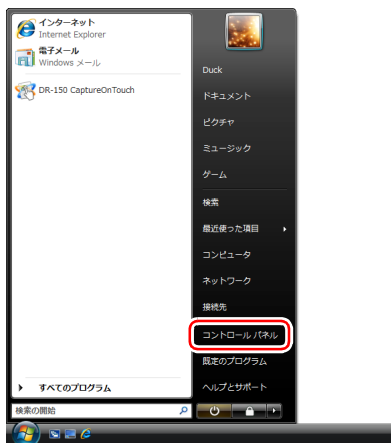 インターネット
Internet Explorer
電子メール
Windows メール
DR-150 CaptureOnTouch
すべてのプログラム
検索の開始
Duck
ドキュメント
ピクチャ
ミュージック
ゲーム
検索
最近使った項目
コンピュータ
ネットワーク
接続先
コントロール パネル
既定のプログラム
ヘルプとサポート